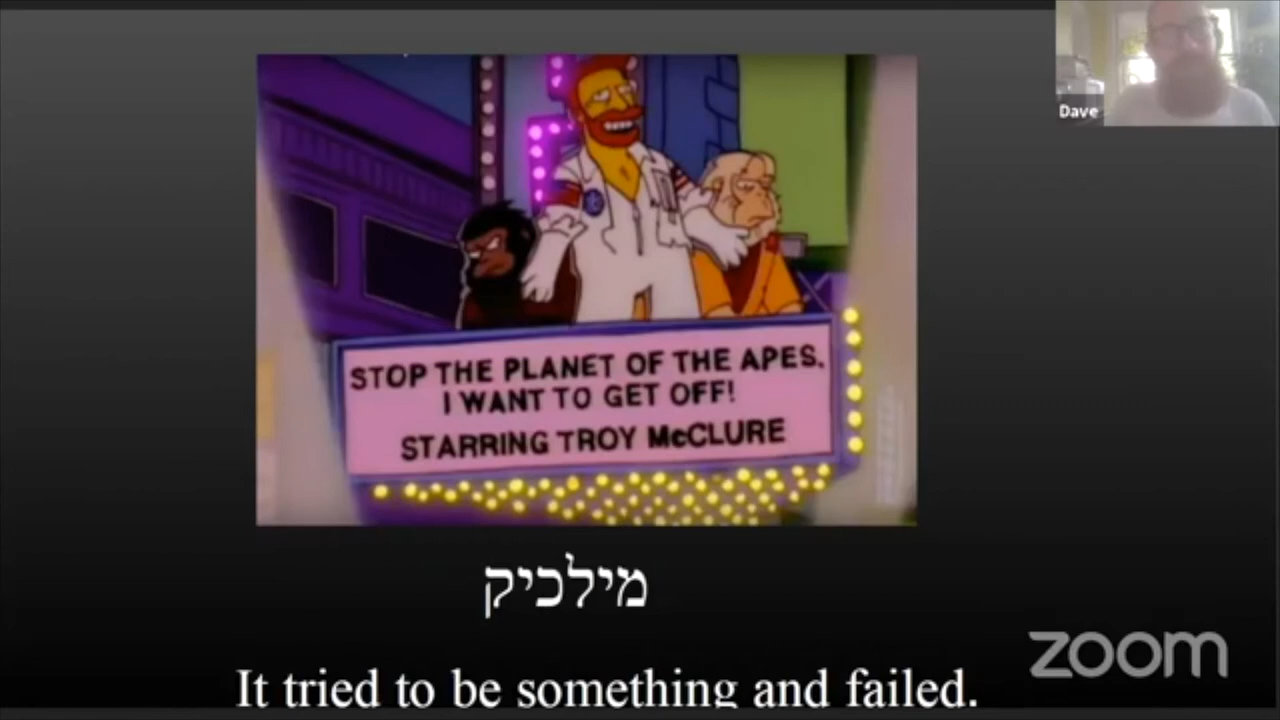 Dave
STOP THE PLANET OF THE APES.
I WANT TO GET OFF!
STARRING TROY McCLURE
מילכיק
It tried to be something and failed.
zoom